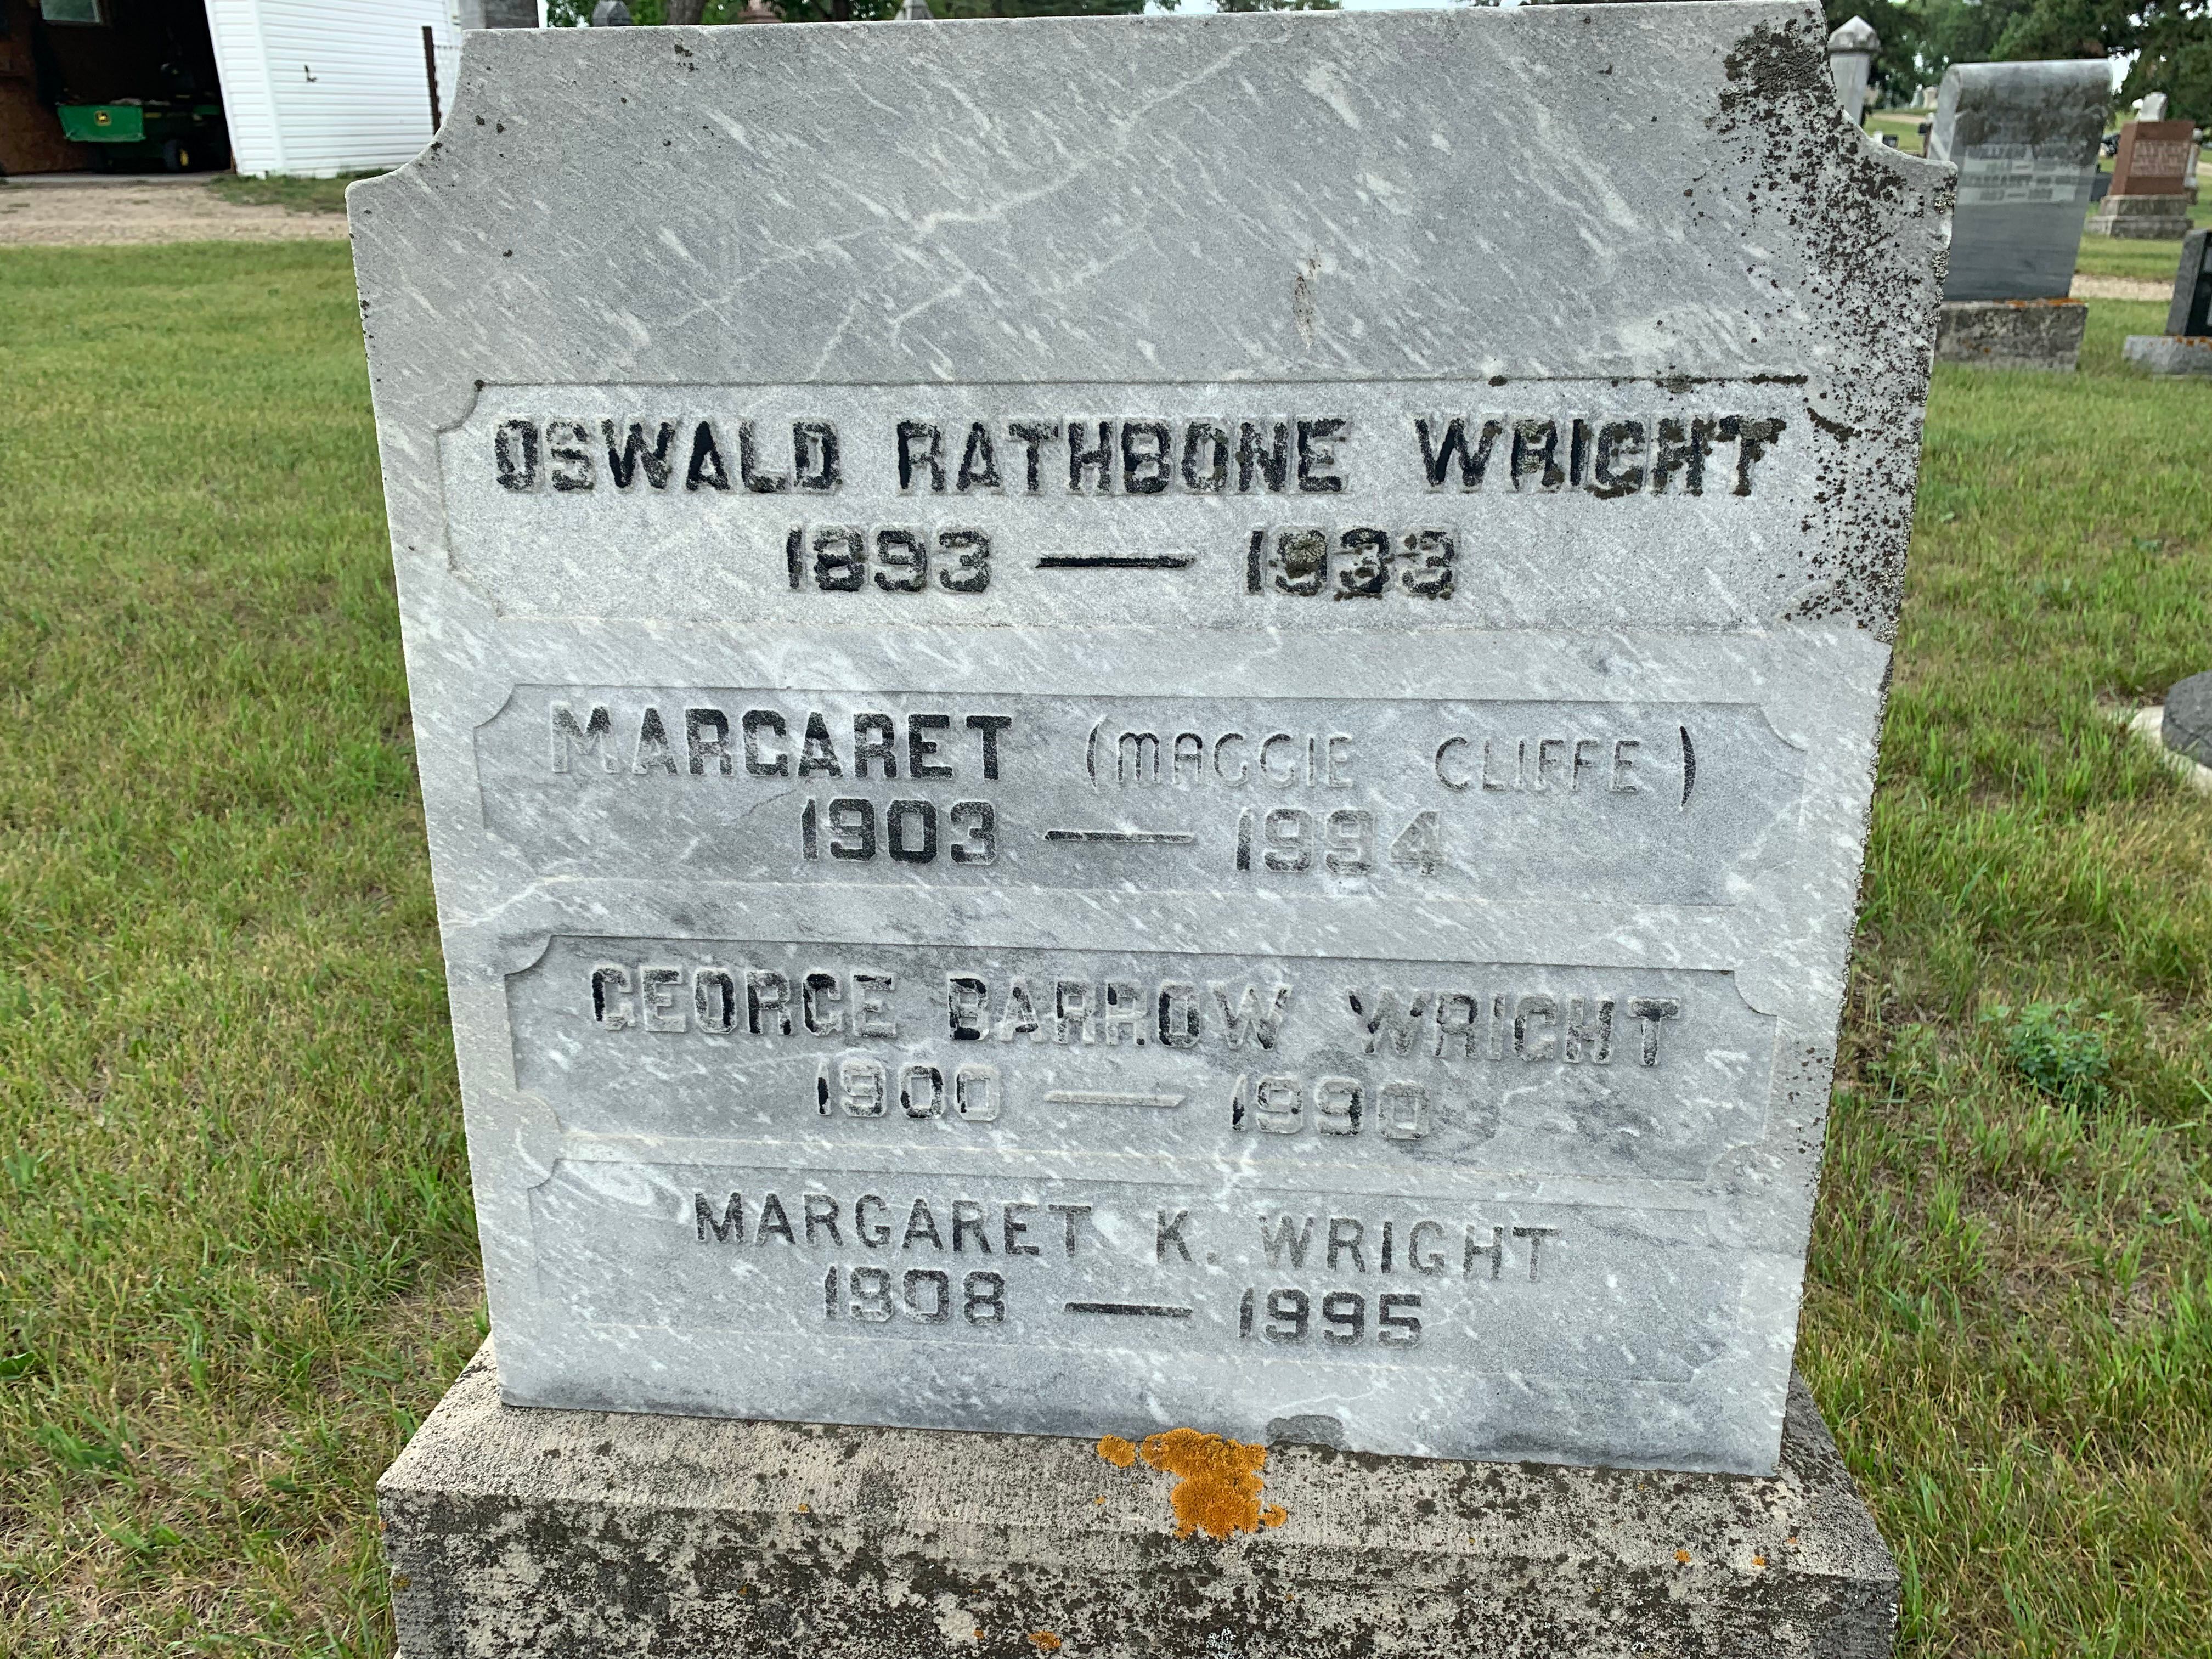 OSWALD RATHBONE WRIGHT
1893 — 1933
MARGARET (MAGGIE CLIFFE)
1903 — 1994
GEORGE BARROW WRIGHT
1900 — 1990
MARGARET K. WRIGHT
1908 — 1995